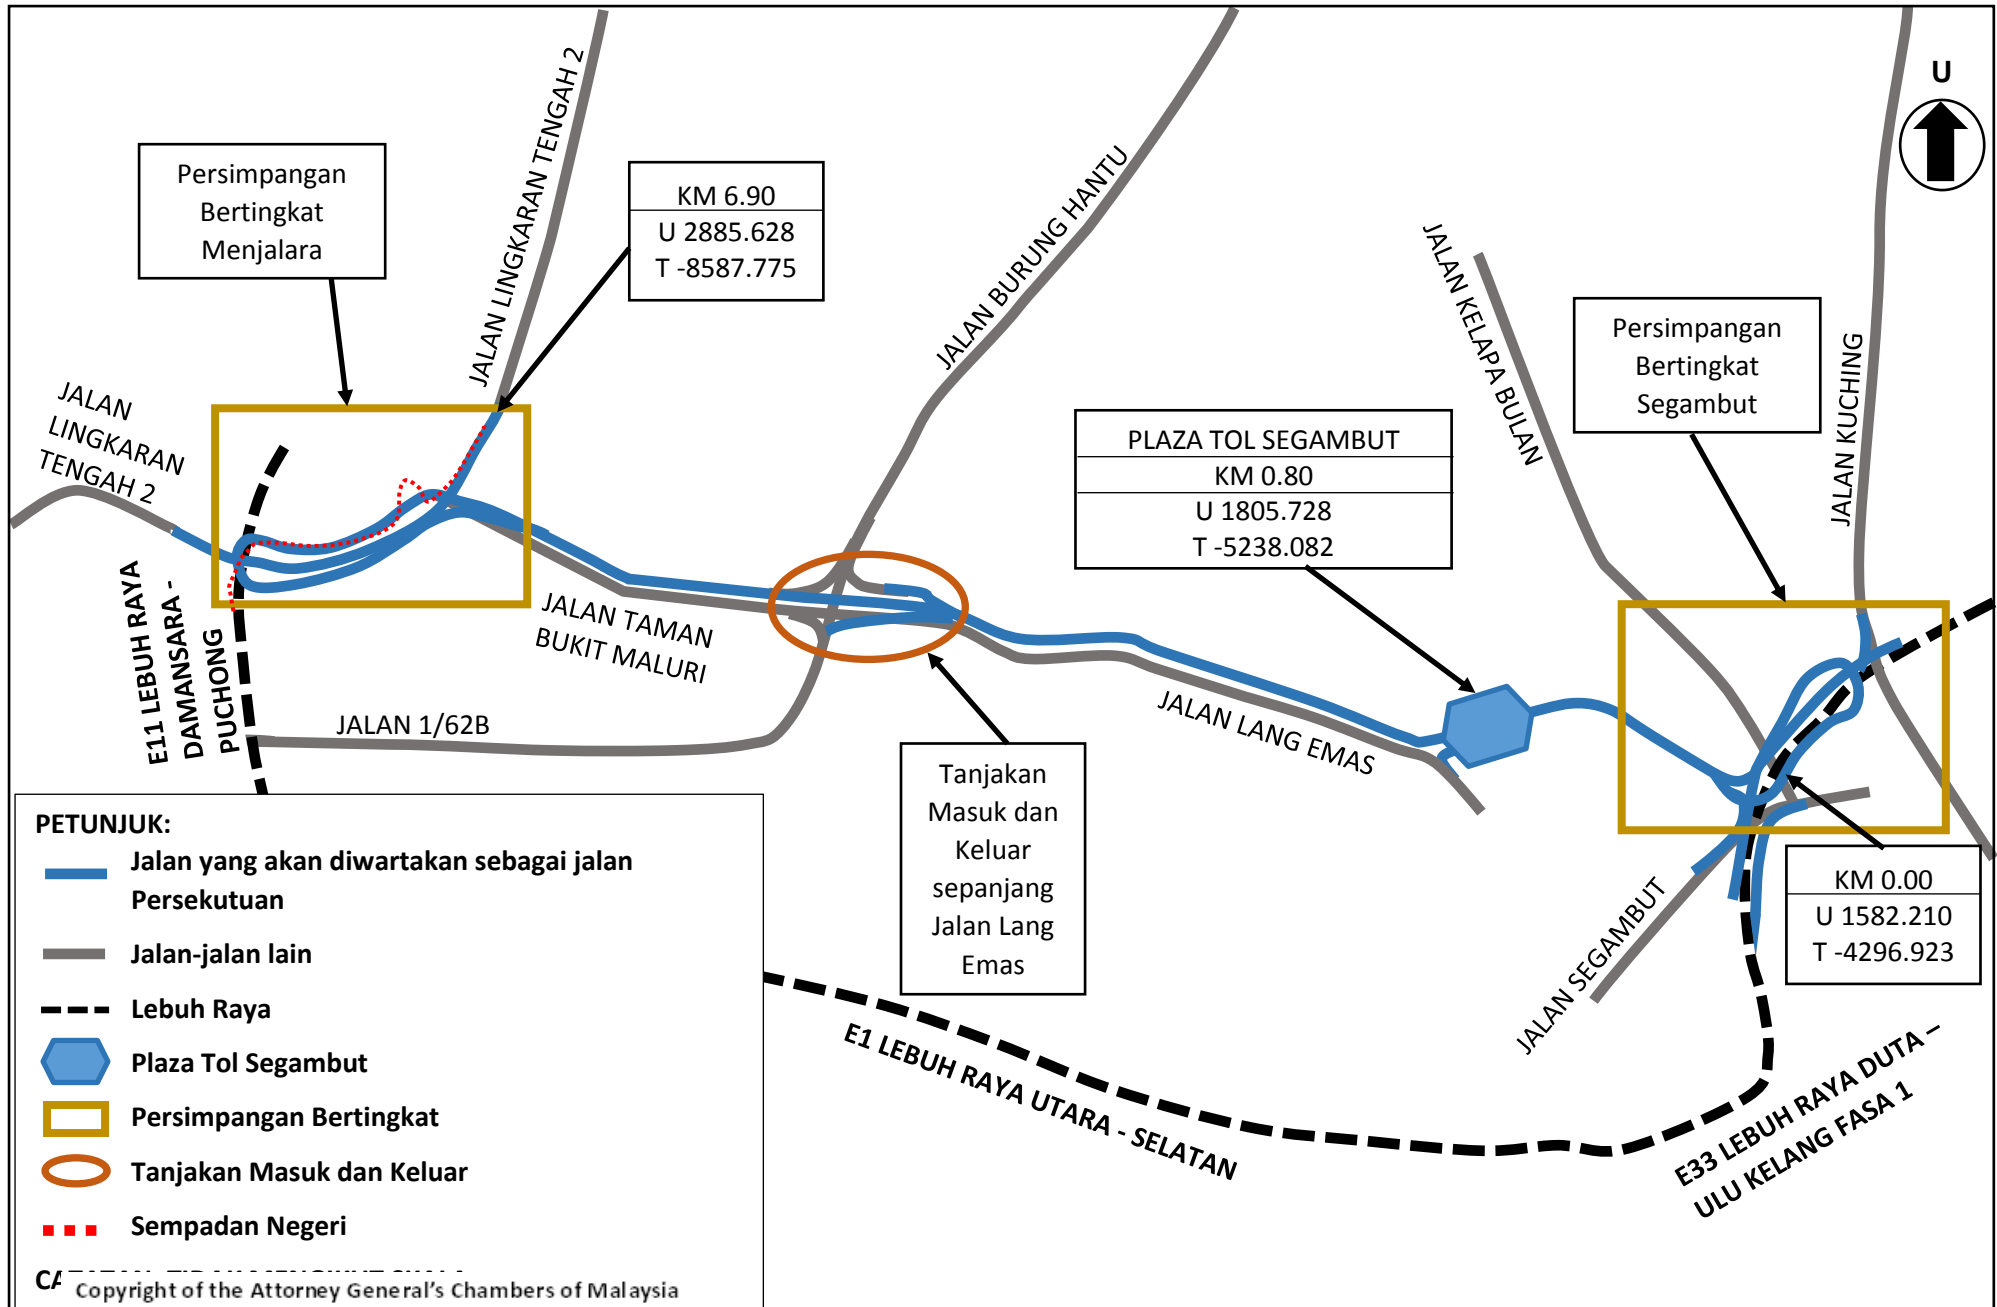 U
Persimpangan
Bertingkat
Menjalara
KM 6.90
U 2885.628
T -8587.775
JALAN LINGKARAN TENGAH 2
JALAN BURUNG HANTU
JALAN KELAPA BULAN
Persimpangan
Bertingkat
Segambut
JALAN KUCHING
JALAN
LINGKARAN
TENGAH 2
PLAZA TOL SEGAMBUT
KM 0.80
U 1805.728
T -5238.082
E11 LEBUH RAYA
DAMANSARA -
PUCHONG
JALAN TAMAN
BUKIT MALURI
JALAN 1/62B
JALAN LANG EMAS
Tanjakan
Masuk dan
Keluar
sepanjang
Jalan Lang
Emas
KM 0.00
U 1582.210
T -4296.923
JALAN SEGAMBUT
E1 LEBUH RAYA UTARA - SELATAN
E33 LEBUH RAYA DUTA –
ULU KELANG FASA 1
PETUNJUK:
Jalan yang akan diwartakan sebagai jalan
Persekutuan
Jalan-jalan lain
Lebuh Raya
Plaza Tol Segambut
Persimpangan Bertingkat
Tanjakan Masuk dan Keluar
Sempadan Negeri
Copyright of the Attorney General's Chambers of Malaysia